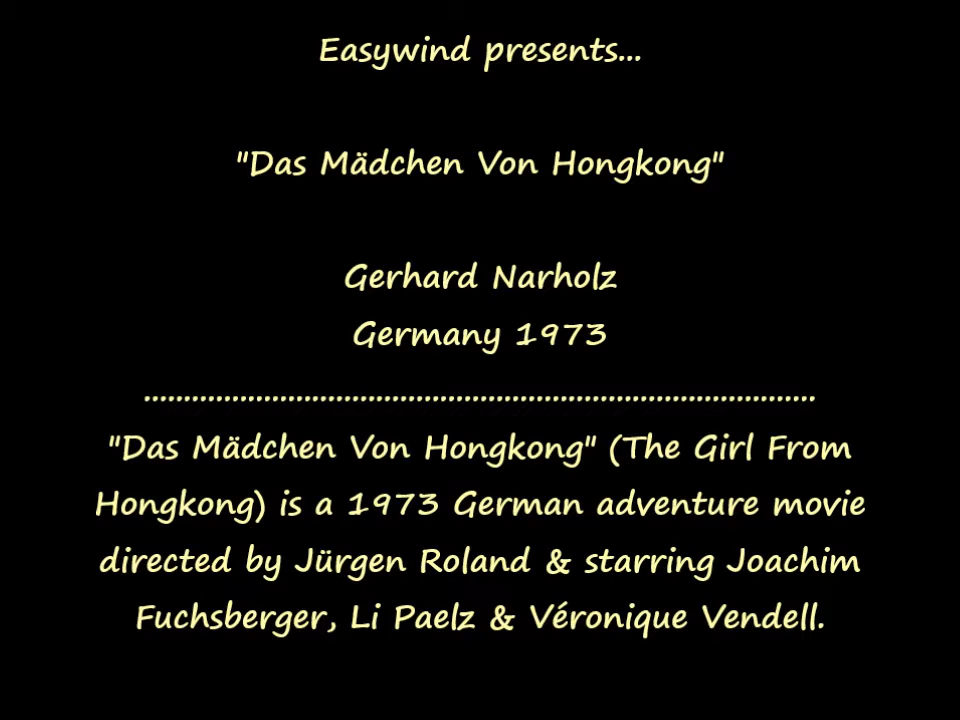 Easywind presents...
"Das Mädchen Von Hongkong"
Gerhard Narholz
Germany 1973
....................................................................................
"Das Mädchen Von Hongkong" (The Girl From
Hongkong) is a 1973 German adventure movie
directed by Jürgen Roland & starring Joachim
Fuchsberger, Li Paelz & Véronique Vendell.